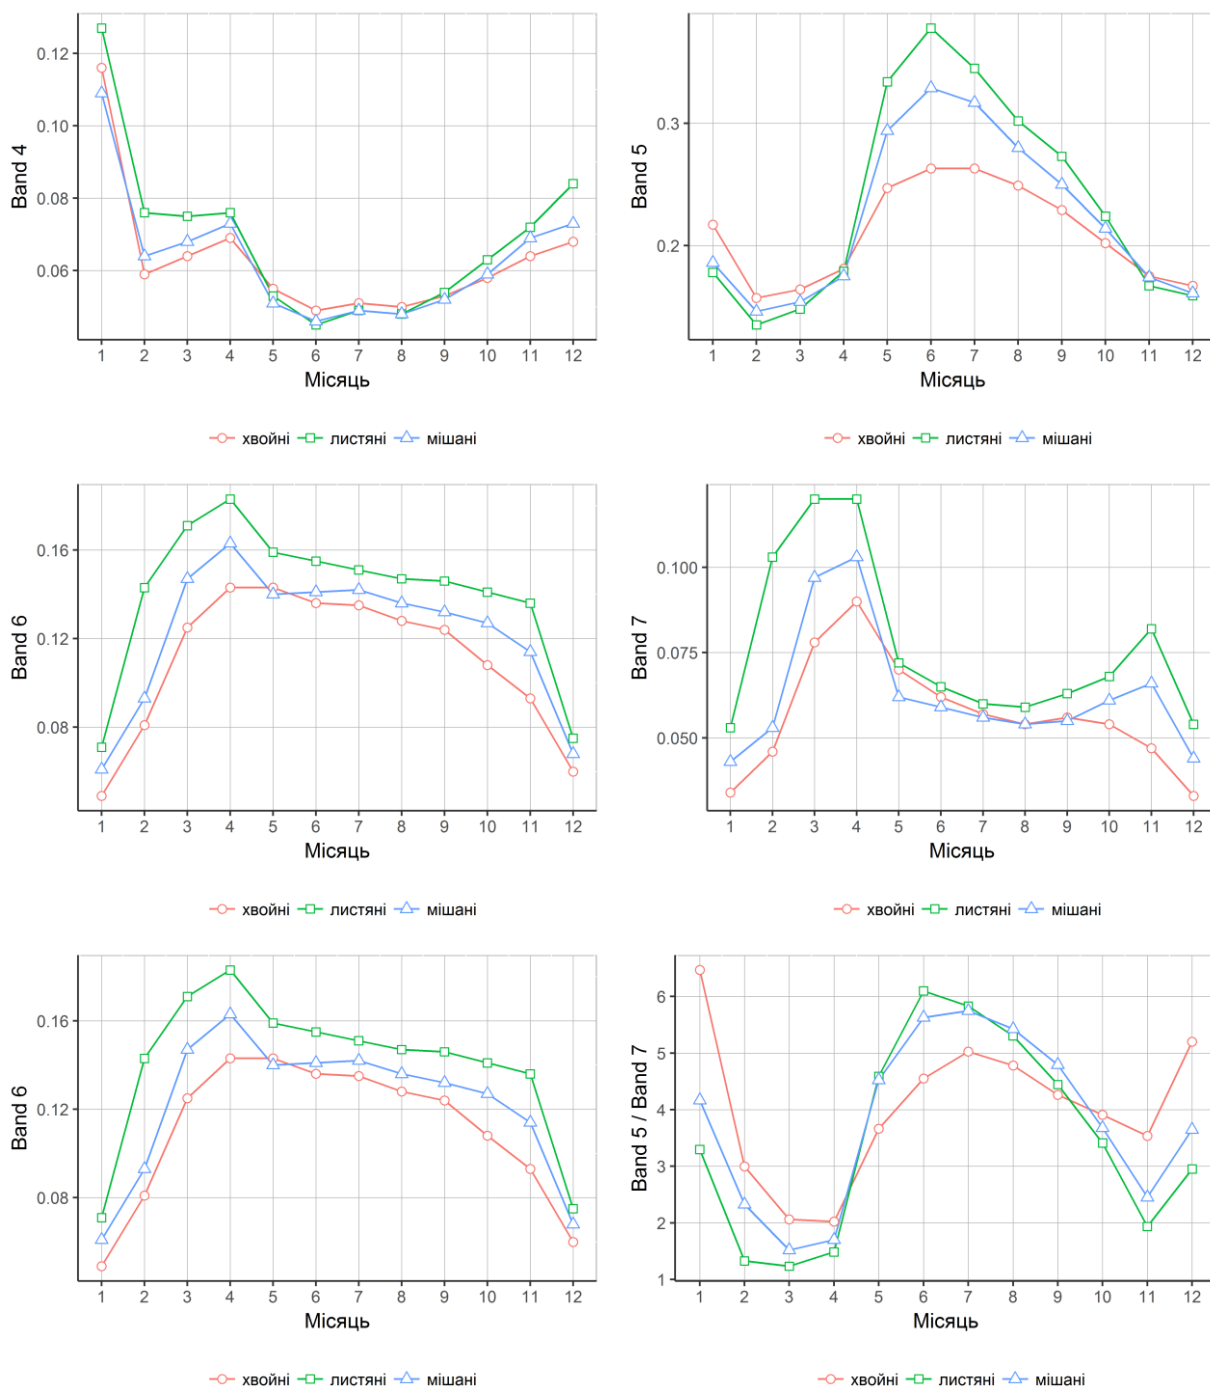 Band 4
0.12
0.10
0.08
0.06
1 2 3 4 5 6 7 8 9 10 11 12
Місяць
хвойні листяні мішані
Band 5
0.3
0.2
1 2 3 4 5 6 7 8 9 10 11 12
Місяць
хвойні листяні мішані
Band 6
0.16
0.12
0.08
1 2 3 4 5 6 7 8 9 10 11 12
Місяць
хвойні листяні мішані
Band 7
0.100
0.075
0.050
1 2 3 4 5 6 7 8 9 10 11 12
Місяць
хвойні листяні мішані
Band 6
0.16
0.12
0.08
1 2 3 4 5 6 7 8 9 10 11 12
Місяць
хвойні листяні мішані
Band 5 / Band 7
6
5
4
3
2
1
1 2 3 4 5 6 7 8 9 10 11 12
Місяць
хвойні листяні мішані